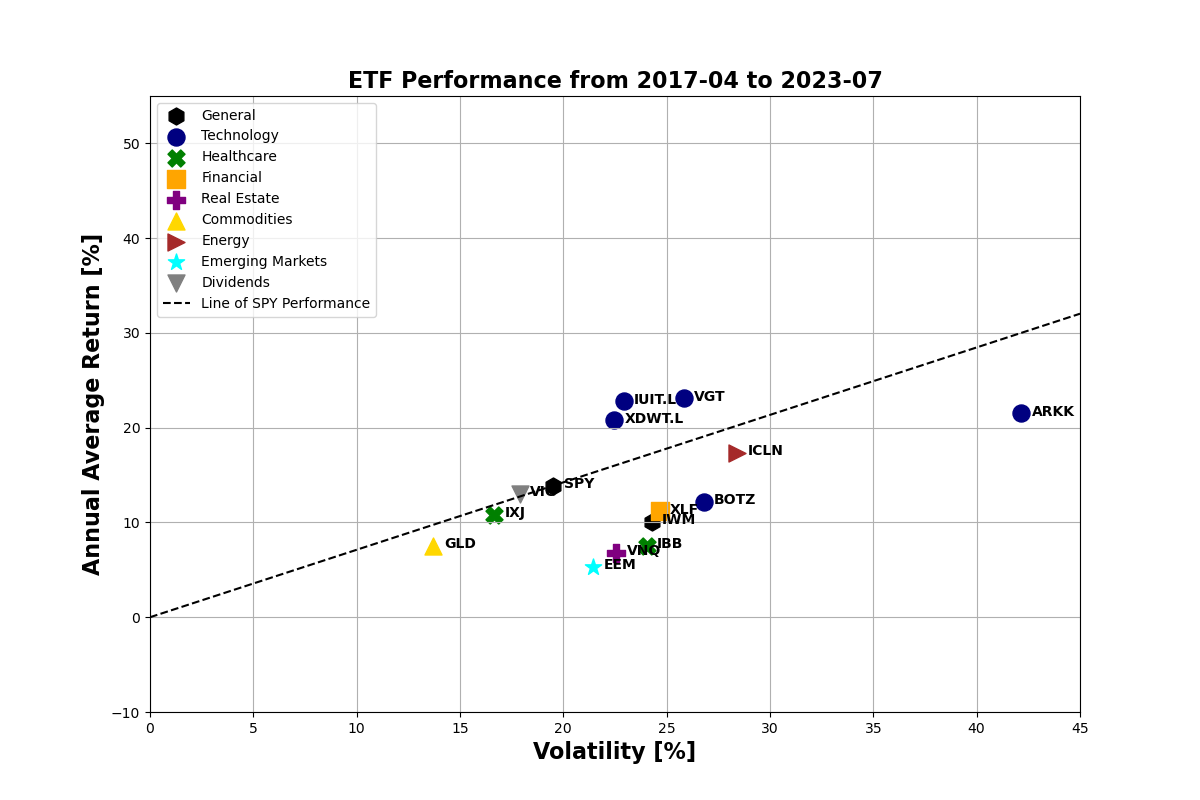 ETF Performance from 2017-04 to 2023-07
General
Technology
Healthcare
Financial
Real Estate
Commodities
Energy
Emerging Markets
Dividends
Line of SPY Performance
Annual Average Return [%]
50
40
30
20
10
0
−10
IUIT.L
VGT
XDWT.L
ARKK
ICLN
SPY
BOTZ
IXJ
XLF
IWM
GLD
IBB
VNQ
EEM
0
5
10
15
20
25
30
35
40
45
Volatility [%]